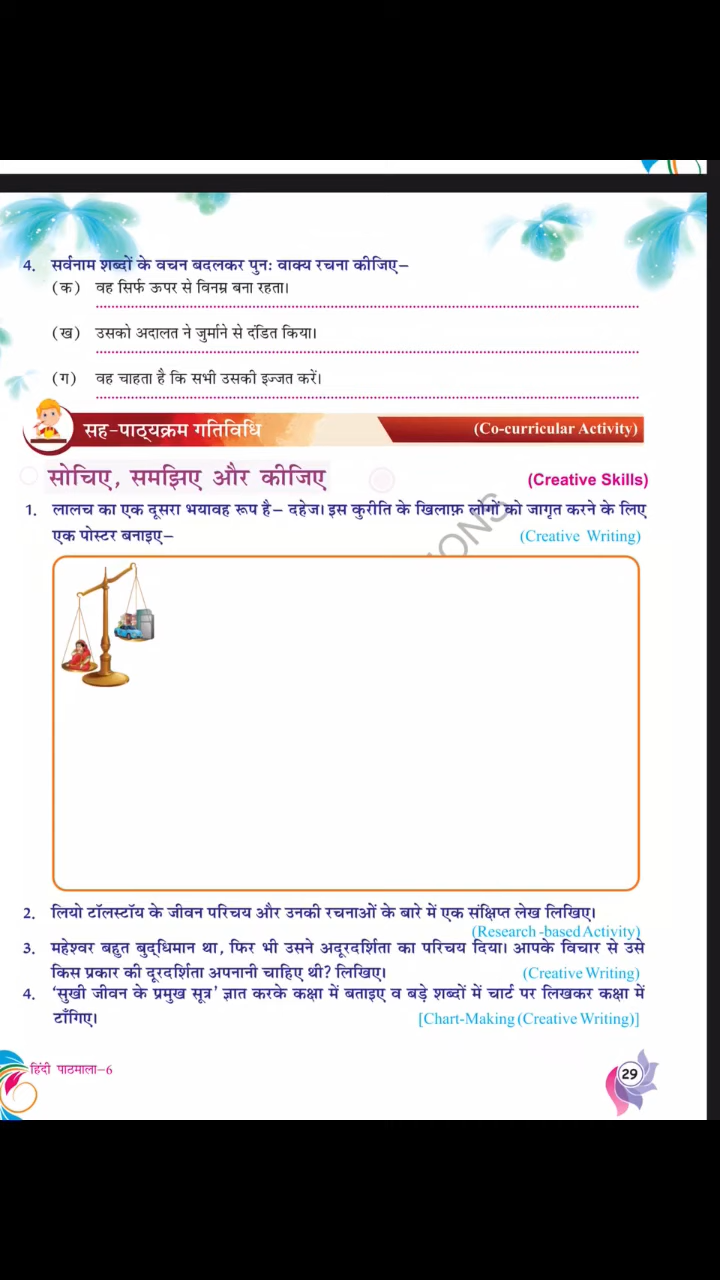 4. सर्वनाम शब्दों के वचन बदलकर पुनः वाक्य रचना कीजिए–
(क) वह सिर्फ ऊपर से विनम्र बना रहता।
(ख) उसको अदालत ने जुर्माने से दंडित किया।
(ग) वह चाहता है कि सभी उसकी इज्जत करें।
सह-पाठ्यक्रम गतिविधि (Co-curricular Activity)
सोचिए, समझिए और कीजिए (Creative Skills)
1. लालच का एक दूसरा भयावह रूप है– दहेज। इस कुरीति के खिलाफ़ लोगों को जागृत करने के लिए
एक पोस्टर बनाइए– (Creative Writing)
2. लियो टॉलस्टॉय के जीवन परिचय और उनकी रचनाओं के बारे में एक संक्षिप्त लेख लिखिए।
(Research -based Activity)
3. महेश्वर बहुत बुद्धिमान था, फिर भी उसने अदूरदर्शिता का परिचय दिया। आपके विचार से उसे
किस प्रकार की दूरदर्शिता अपनानी चाहिए थी? लिखिए। (Creative Writing)
4. 'सुखी जीवन के प्रमुख सूत्र' ज्ञात करके कक्षा में बताइए व बड़े शब्दों में चार्ट पर लिखकर कक्षा में
टाँगिए। [Chart-Making (Creative Writing)]
हिंदी पाठमाला–6
29